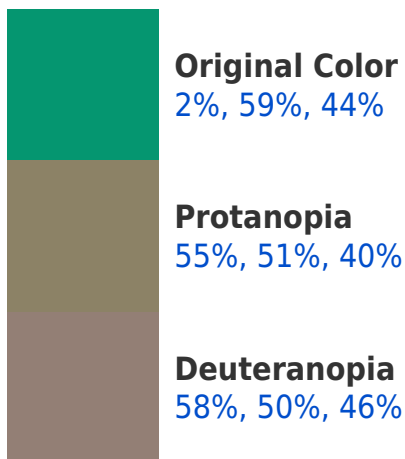 Original Color
2%, 59%, 44%
Protanopia
55%, 51%, 40%
Deuteranopia
58%, 50%, 46%